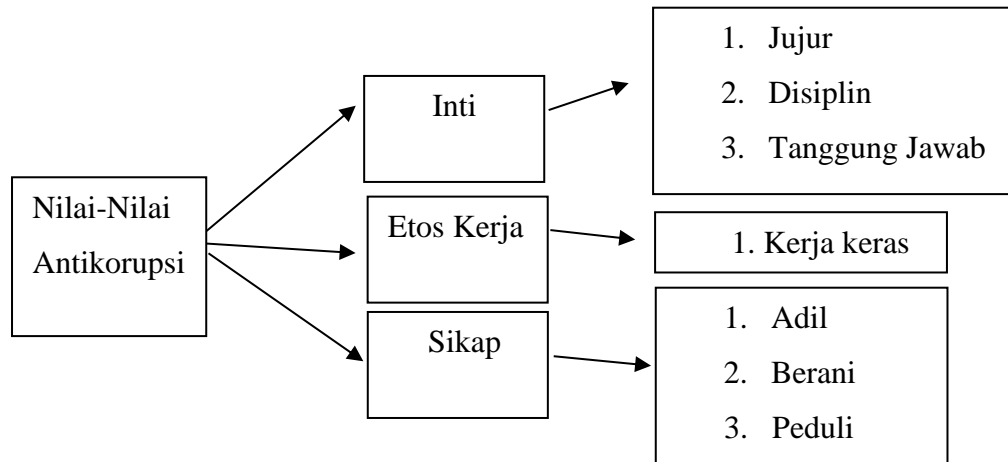 Nilai-Nilai
Antikorupsi
Inti
1. Jujur
2. Disiplin
3. Tanggung Jawab
Etos Kerja
1. Kerja keras
Sikap
1. Adil
2. Berani
3. Peduli